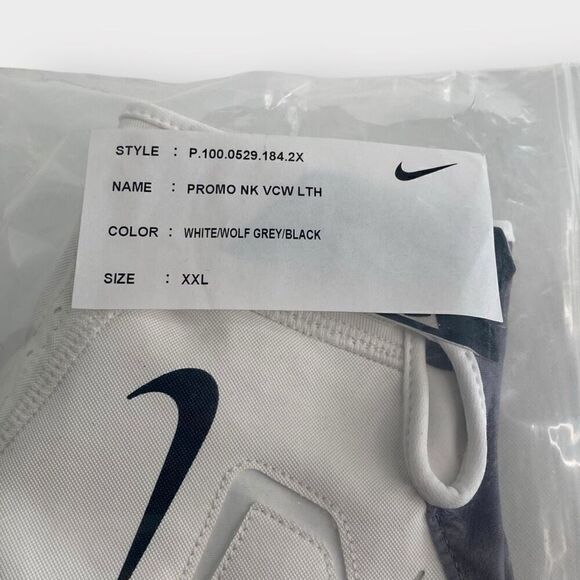 STYLE : P.100.0529.184.2X
NAME : PROMO NK VCW LTH
COLOR : WHITE/WOLF GREY/BLACK
SIZE : XXL